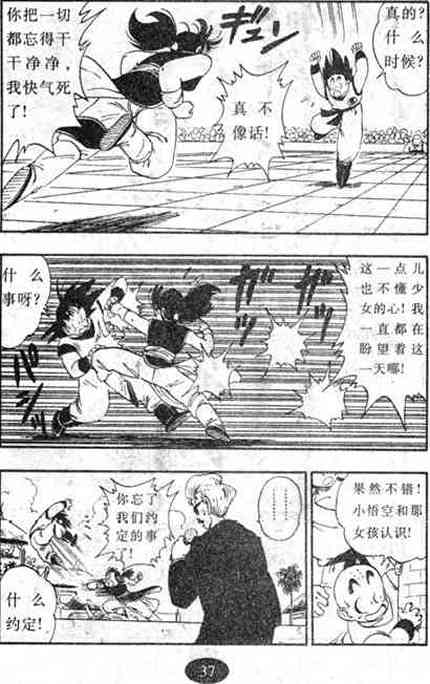 真的?
什么
时候?
真不
像话!
ギュン
你把一切
都忘得干
干净净，
我快气死
了!
这一点儿
也不懂少
女的心!我
一直都在
盼望着这
一天哪!
什么
事呀?
果然不错!
小悟空和那
女孩认识!
…………
你忘了
我们约
定的事
了!
什么
约定!
37